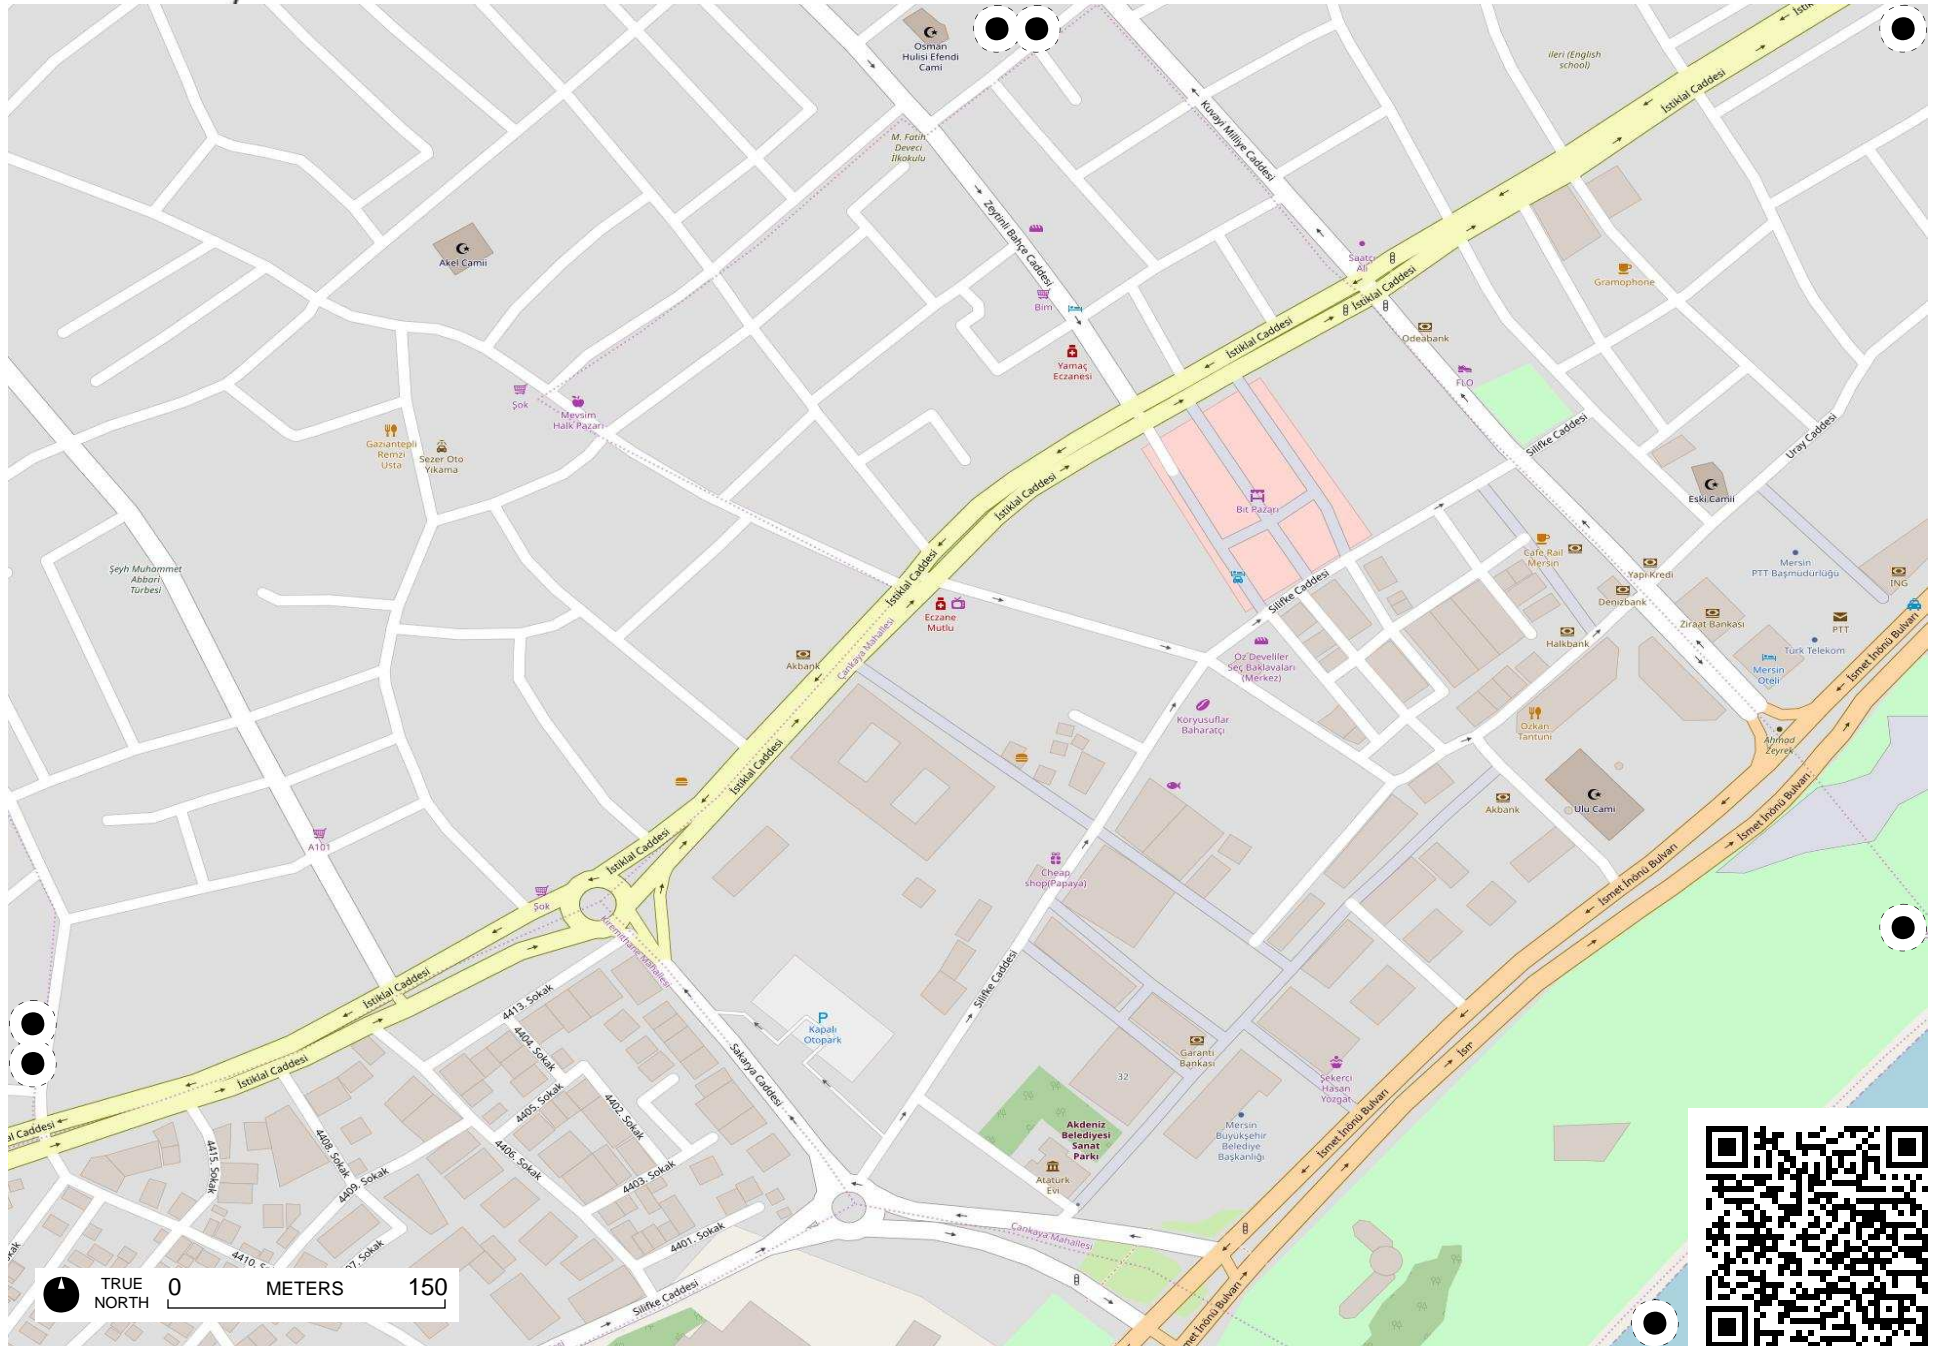 Osman
Hulisi Efendi
Cami
ileri (English
school)
İstiklal Caddesi
Kuvayi Milliye Caddesi
M. Fatih
Deveci
İlkokulu
Zeytinli Bahçe Caddesi
Akel Camii
Saatçi
Ali
İstiklal Caddesi
Gramophone
Bim
İstiklal Caddesi
Odeabank
Yamaç
Eczanesi
FLO
Şok
Mevsim
Halk Pazarı
Gaziantepli
Remzi
Usta
Sezer Oto
Yıkama
Silifke Caddesi
Uray Caddesi
İstiklal Caddesi
Bit Pazarı
Eski Camii
Şeyh Muhammet
Abbari
Türbesi
İstiklal Caddesi
Cafe Rail
Mersin
Yapı Kredi
Mersin
PTT Başmüdürlüğü
ING
Silifke Caddesi
Denizbank
Eczane
Mutlu
Ziraat Bankası
PTT
Halkbank
Türk Telekom
Çankaya Mahallesi
Akbank
Öz Develiler
Seç Baklavaları
(Merkez)
Mersin
Oteli
İsmet İnönü Bulvarı
Koryusuflar
Baharatçı
Özkan
Tantuni
Ahmad
Zeyrek
İstiklal Caddesi
Akbank
Ulu Cami
İsmet İnönü Bulvarı
A101
İstiklal Caddesi
Cheap
shop(Papaya)
İsmet İnönü Bulvarı
Şok
Kiremithane Mahallesi
İstiklal Caddesi
Silifke Caddesi
4413. Sokak
Kapalı
Otopark
4404. Sokak
Garanti
Bankası
İsm
İstiklal Caddesi
Sakarya Caddesi
32
Şekerci
Hasan
Yozgat
4405. Sokak
4402. Sokak
al Caddesi
Akdeniz
Belediyesi
Sanat
Parkı
Mersin
Büyükşehir
Belediye
Başkanlığı
İsmet İnönü Bulvarı
4415. Sokak
4408. Sokak
4406. Sokak
4409. Sokak
4403. Sokak
Atatürk
Evi
4401. Sokak
Çankaya Mahallesi
4410. So
07. Sokak
TRUE
NORTH
0 METERS 150
Silifke Caddesi
met İnönü Bulvarı